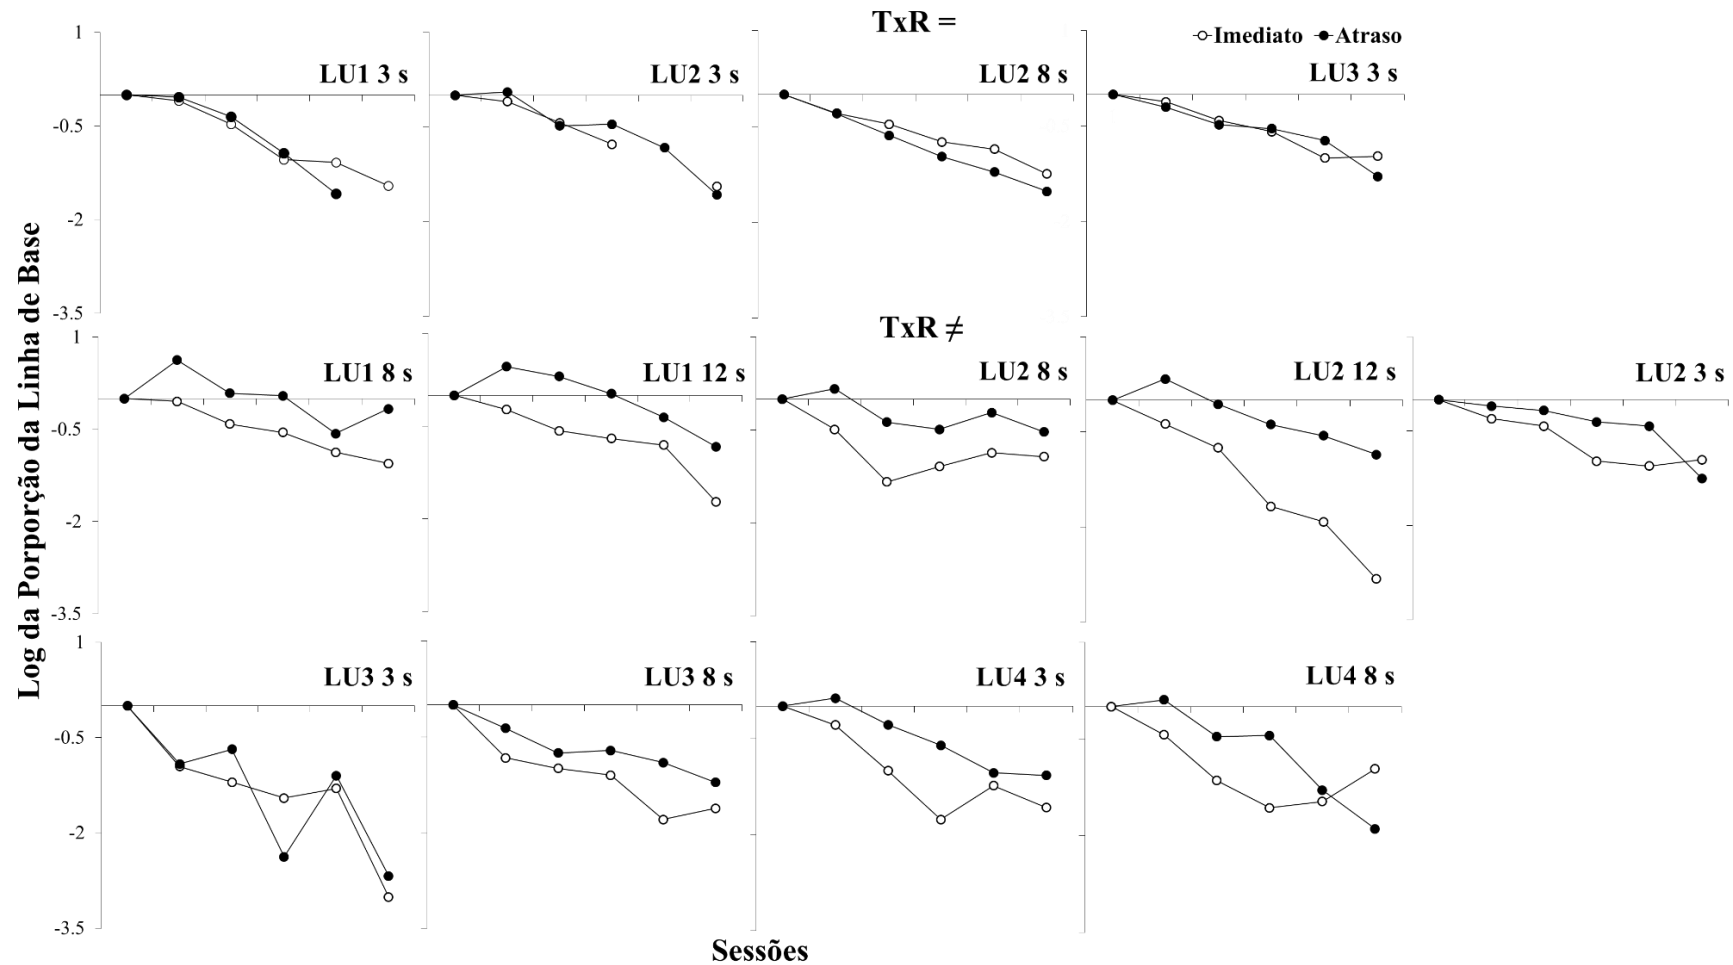 TxR =
Imediato Atraso
1
LU1 3 s
LU2 3 s
LU2 8 s
LU3 3 s
-0.5
-2
-3.5
TxR ≠
1
LU1 8 s
LU1 12 s
LU2 8 s
LU2 12 s
LU2 3 s
-0.5
-2
-3.5
1
LU3 3 s
LU3 8 s
LU4 3 s
LU4 8 s
-0.5
-2
-3.5
Log da Porporção da Linha de Base
Sessões